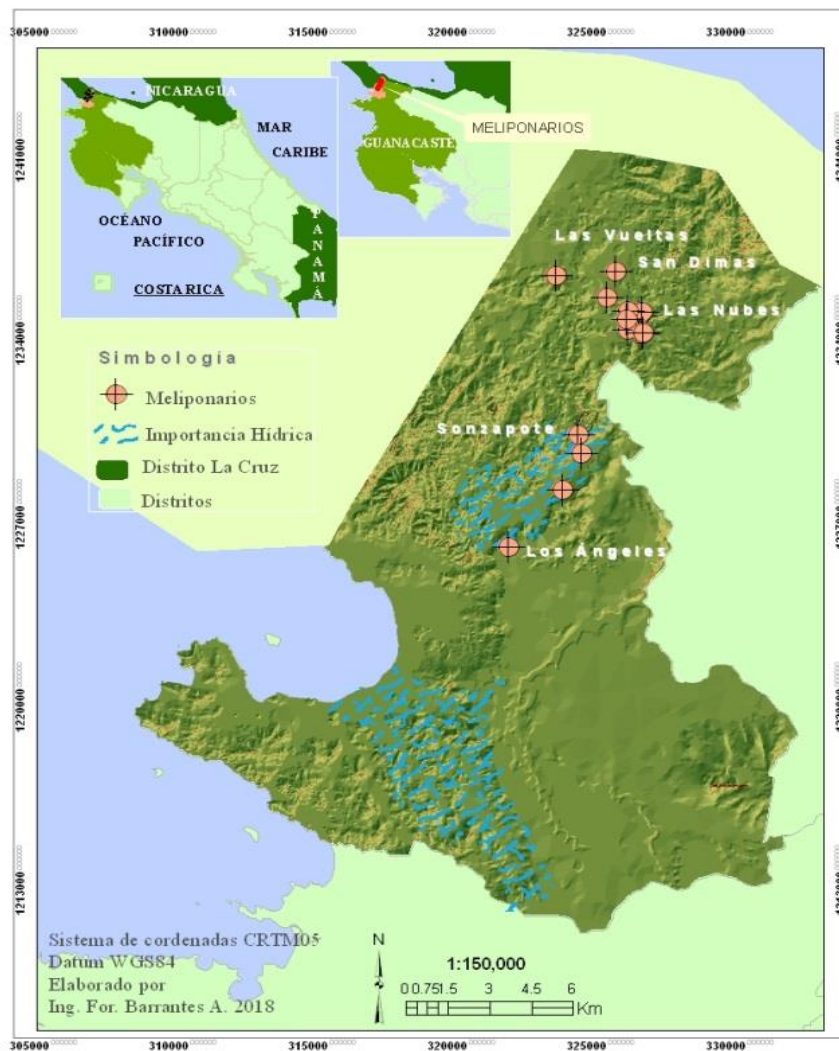 305000 310000 315000 320000 325000 330000
NICARAGUA
MAR
CARIBE
OCÉANO
PACÍFICO
PANAMÁ
COSTARICA
GUANACASTE
MELIPONARIOS
1241000
1241000
Las Vueltas
San Dimas
Las Nubes
1234000
Simbología
Meliponarios
Importancia Hídrica
Distrito La Cruz
Distritos
Sonzapote
Los Ángeles
1227000
1227000
1220000
1213000
Sistema de cordenadas CRTM05
Datum WGS84
Elaborado por
Ing. For. Barrantes A. 2018
N
1:150,000
0 0.75 1.5 3 4.5 6
Km
305000 310000 315000 320000 325000 330000